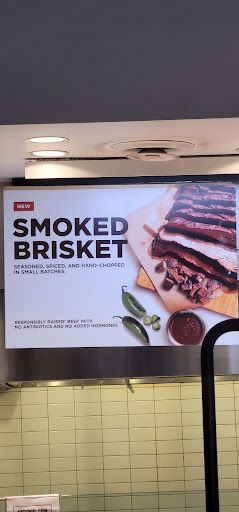 NEW
SMOKED
BRISKET
SEASONED, SPICED, AND HAND-CHOPPED
IN SMALL BATCHES.
RESPONSIBLY RAISED* BEEF WITH
NO ANTIBIOTICS AND NO ADDED HORMONES